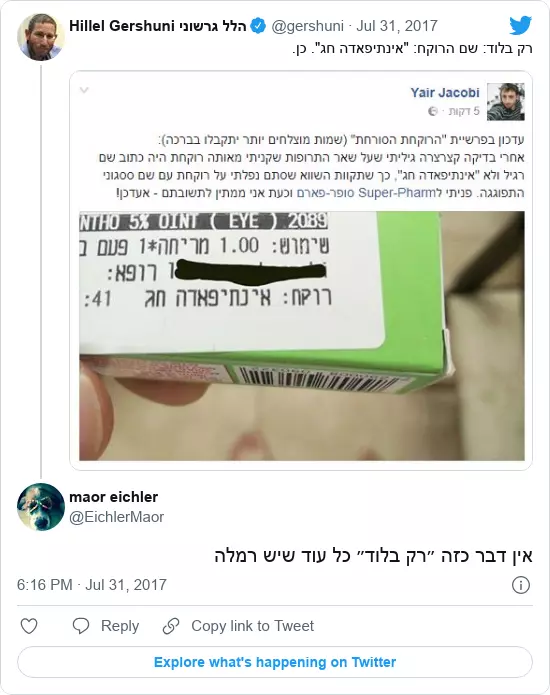 Hillel Gershuni הלל גרשוני @gershuni · Jul 31, 2017
רק בלוד: שם הרוקח: "אינתיפאדה חג". כן.
Yair Jacobi
5 דקות ·
עדכון בפרשיית "הרוקחת הסורחת" (שמות מוצלחים יותר יתקבלו בברכה):
אחרי בדיקה קצרצרה גיליתי שעל שאר התרופות שקניתי מאותה רוקחת היה כתוב שם
רגיל ולא "אינתיפאדה חג", כך שתקוות השווא שסתם נפלתי על רוקחת עם שם ססגוני
התפוגגה. פניתי לSuper-Pharm סופר-פארם וכעת אני ממתין לתשובתם - אעדכן!
NTHO 5% OINT ( EYE ) 2089
שימוש: 1.00 מריחה*1 פעם ב
רופא:
רוקח: אינתיפאדה חג 41:
maor eichler
@EichlerMaor
אין דבר כזה ״רק בלוד״ כל עוד שיש רמלה
6:16 PM · Jul 31, 2017
Reply
Copy link to Tweet
Explore what's happening on Twitter